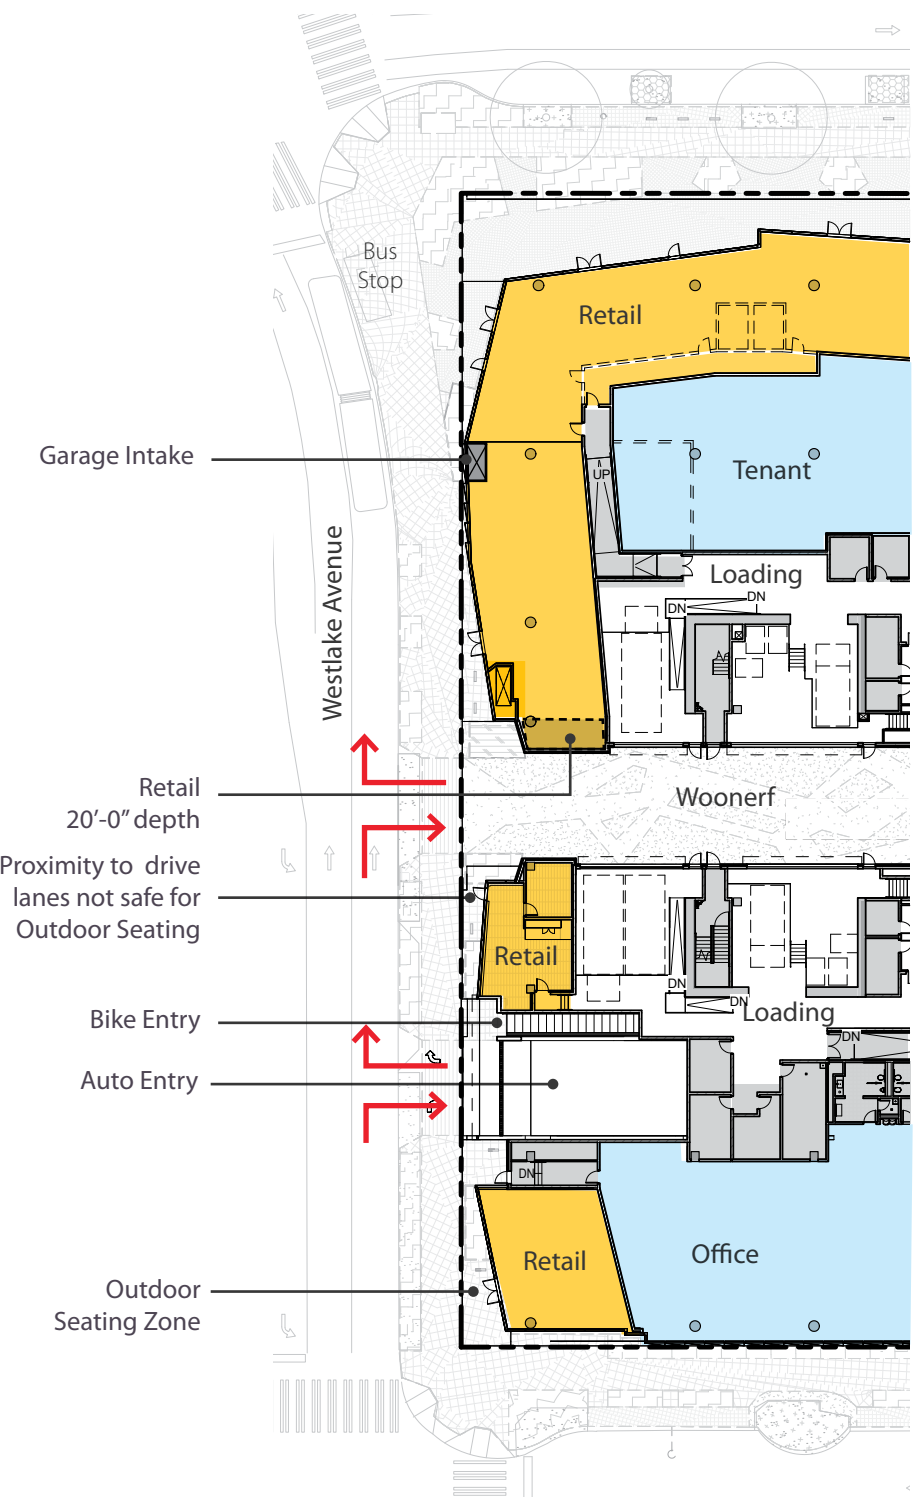 Bus
Stop
Retail
Garage Intake
Tenant
UP
Loading
DN
DN
Westlake Avenue
Retail
20'-0" depth
Woonerf
Proximity to drive
lanes not safe for
Outdoor Seating
Retail
DN
DN
Loading
Bike Entry
DN
Auto Entry
DN
Office
Retail
Outdoor
Seating Zone